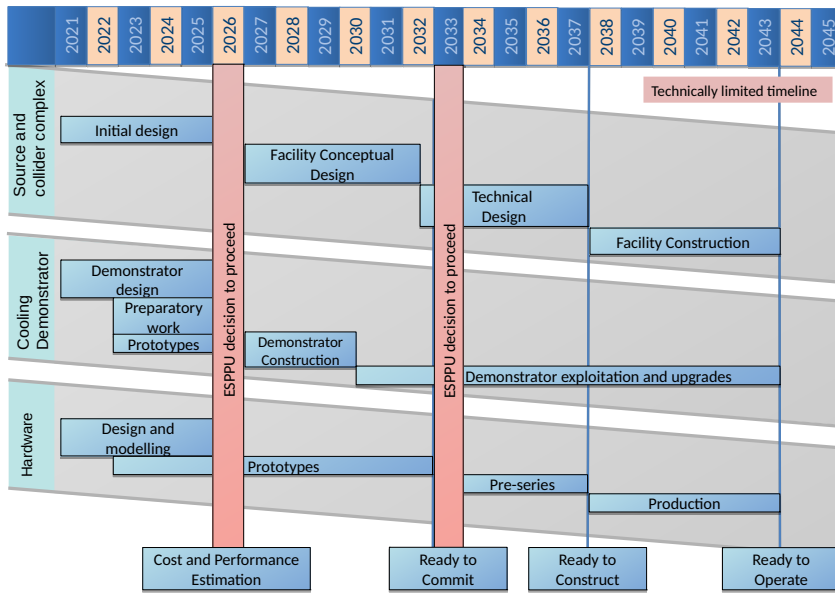 2021 2022 2023 2024 2025 2026 2027 2028 2029 2030 2031 2032 2033 2034 2035 2036 2037 2038 2039 2040 2041 2042 2043 2044 2045
Technically limited timeline
Source and
collider complex
Initial design
Facility Conceptual
Design
Technical
Design
Facility Construction
ESPPU decision to proceed
ESPPU decision to proceed
Cooling
Demonstrator
Demonstrator
design
Preparatory
work
Prototypes
Demonstrator
Construction
Demonstrator exploitation and upgrades
Hardware
Design and
modelling
Prototypes
Pre-series
Production
Cost and Performance
Estimation
Ready to
Commit
Ready to
Construct
Ready to
Operate